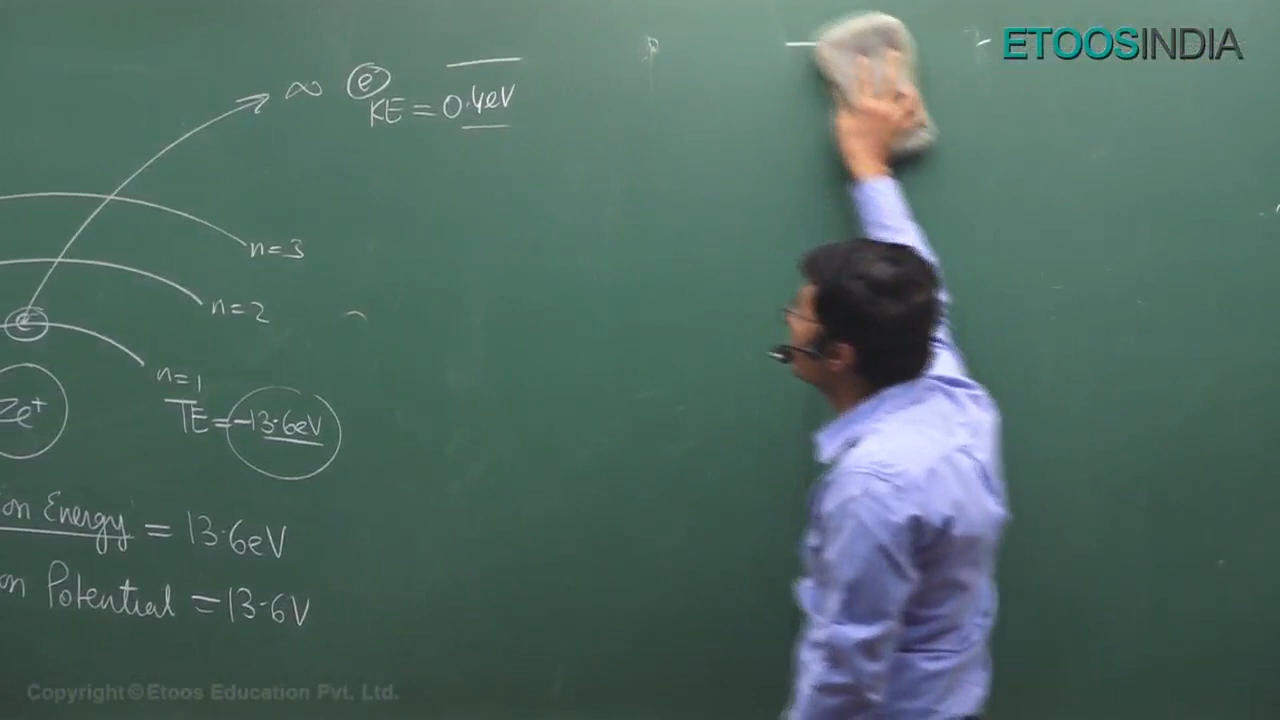 ETOOSINDIA
∞ e⁻
KE = 0.4eV
n=3
n=2
e⁻
n=1
Ze⁺
TE = -13.6eV
on Energy = 13.6eV
on Potential = 13.6V
Copyright © Etoos Education Pvt. Ltd.